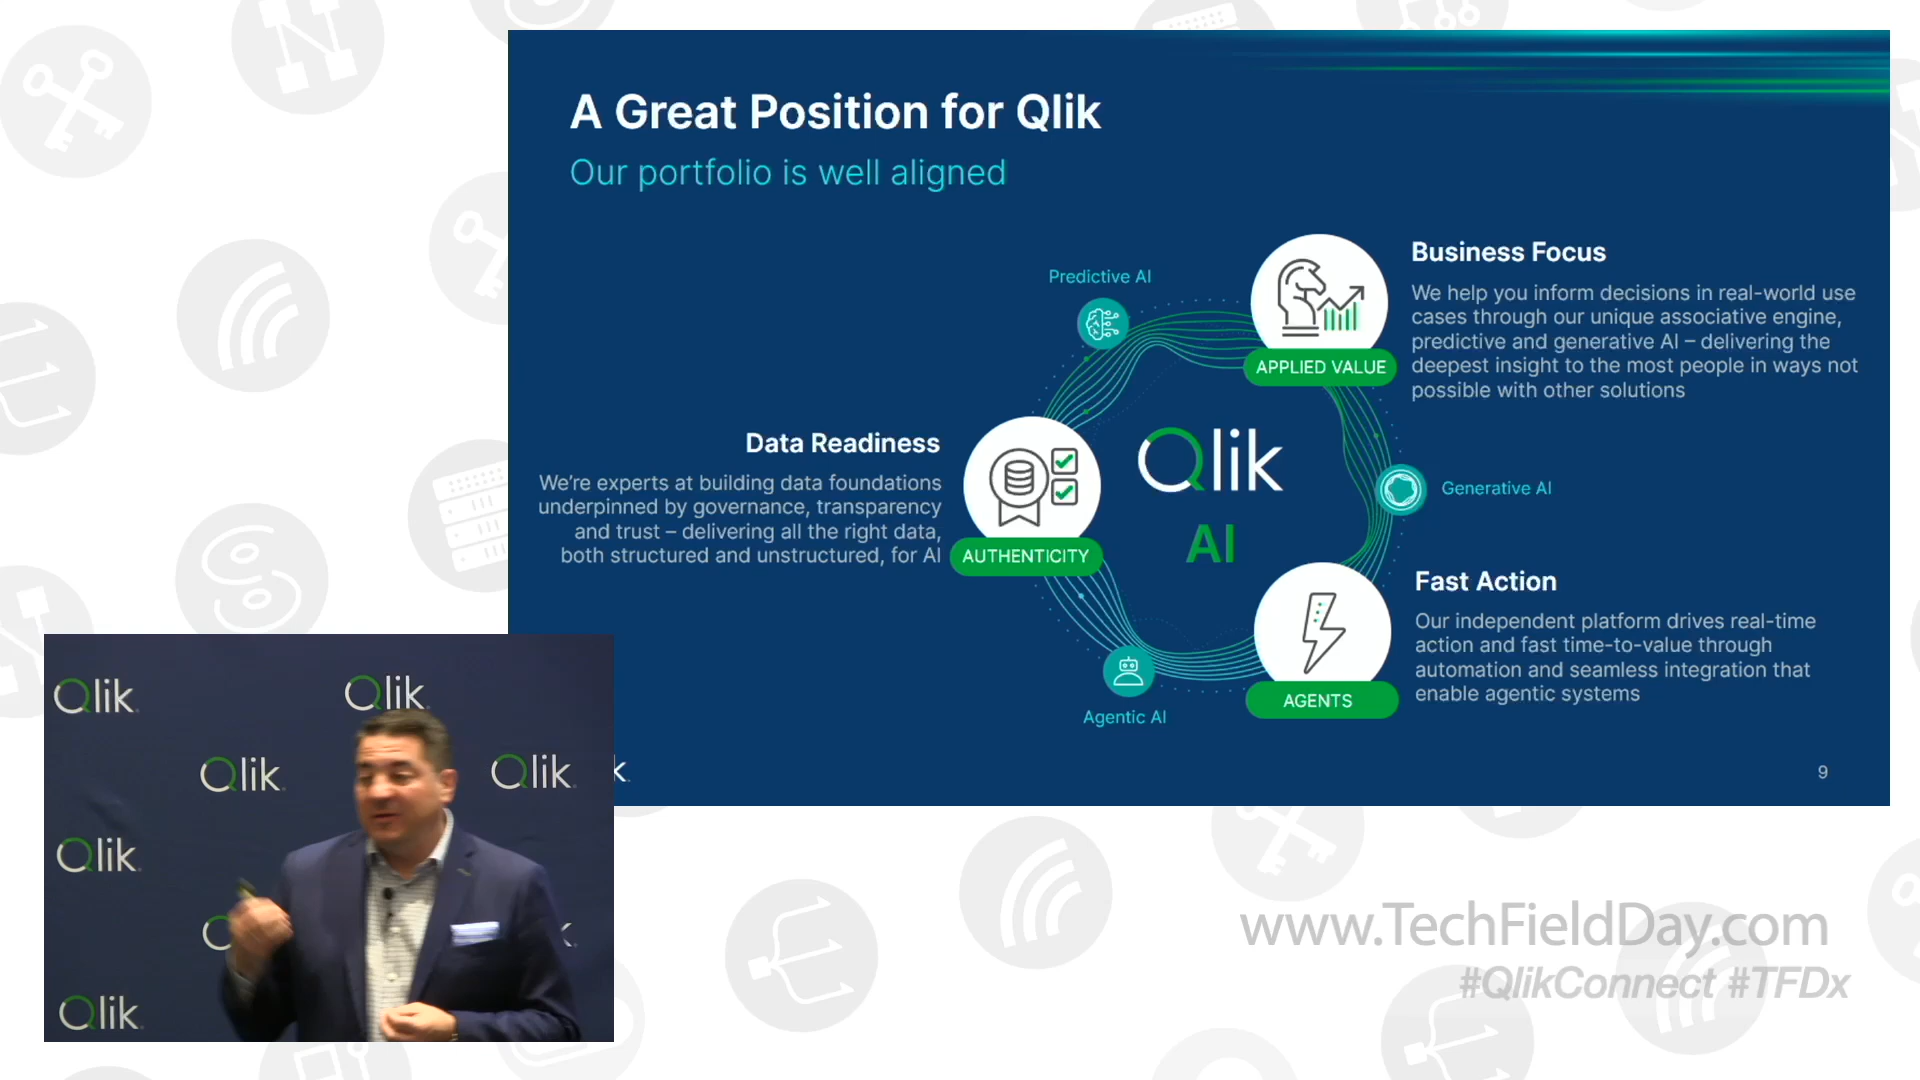 A Great Position for Qlik
Our portfolio is well aligned
Predictive AI
Business Focus
We help you inform decisions in real-world use
cases through our unique associative engine,
predictive and generative AI – delivering the
deepest insight to the most people in ways not
possible with other solutions
APPLIED VALUE
Data Readiness
We're experts at building data foundations
underpinned by governance, transparency
and trust – delivering all the right data,
both structured and unstructured, for AI
AUTHENTICITY
Qlik
AI
Generative AI
Fast Action
Our independent platform drives real-time
action and fast time-to-value through
automation and seamless integration that
enable agentic systems
AGENTS
Agentic AI
9
Qlik
Qlik
Qlik
Qlik
Qlik
Qlik
www.TechFieldDay.com
#QlikConnect #TFDx